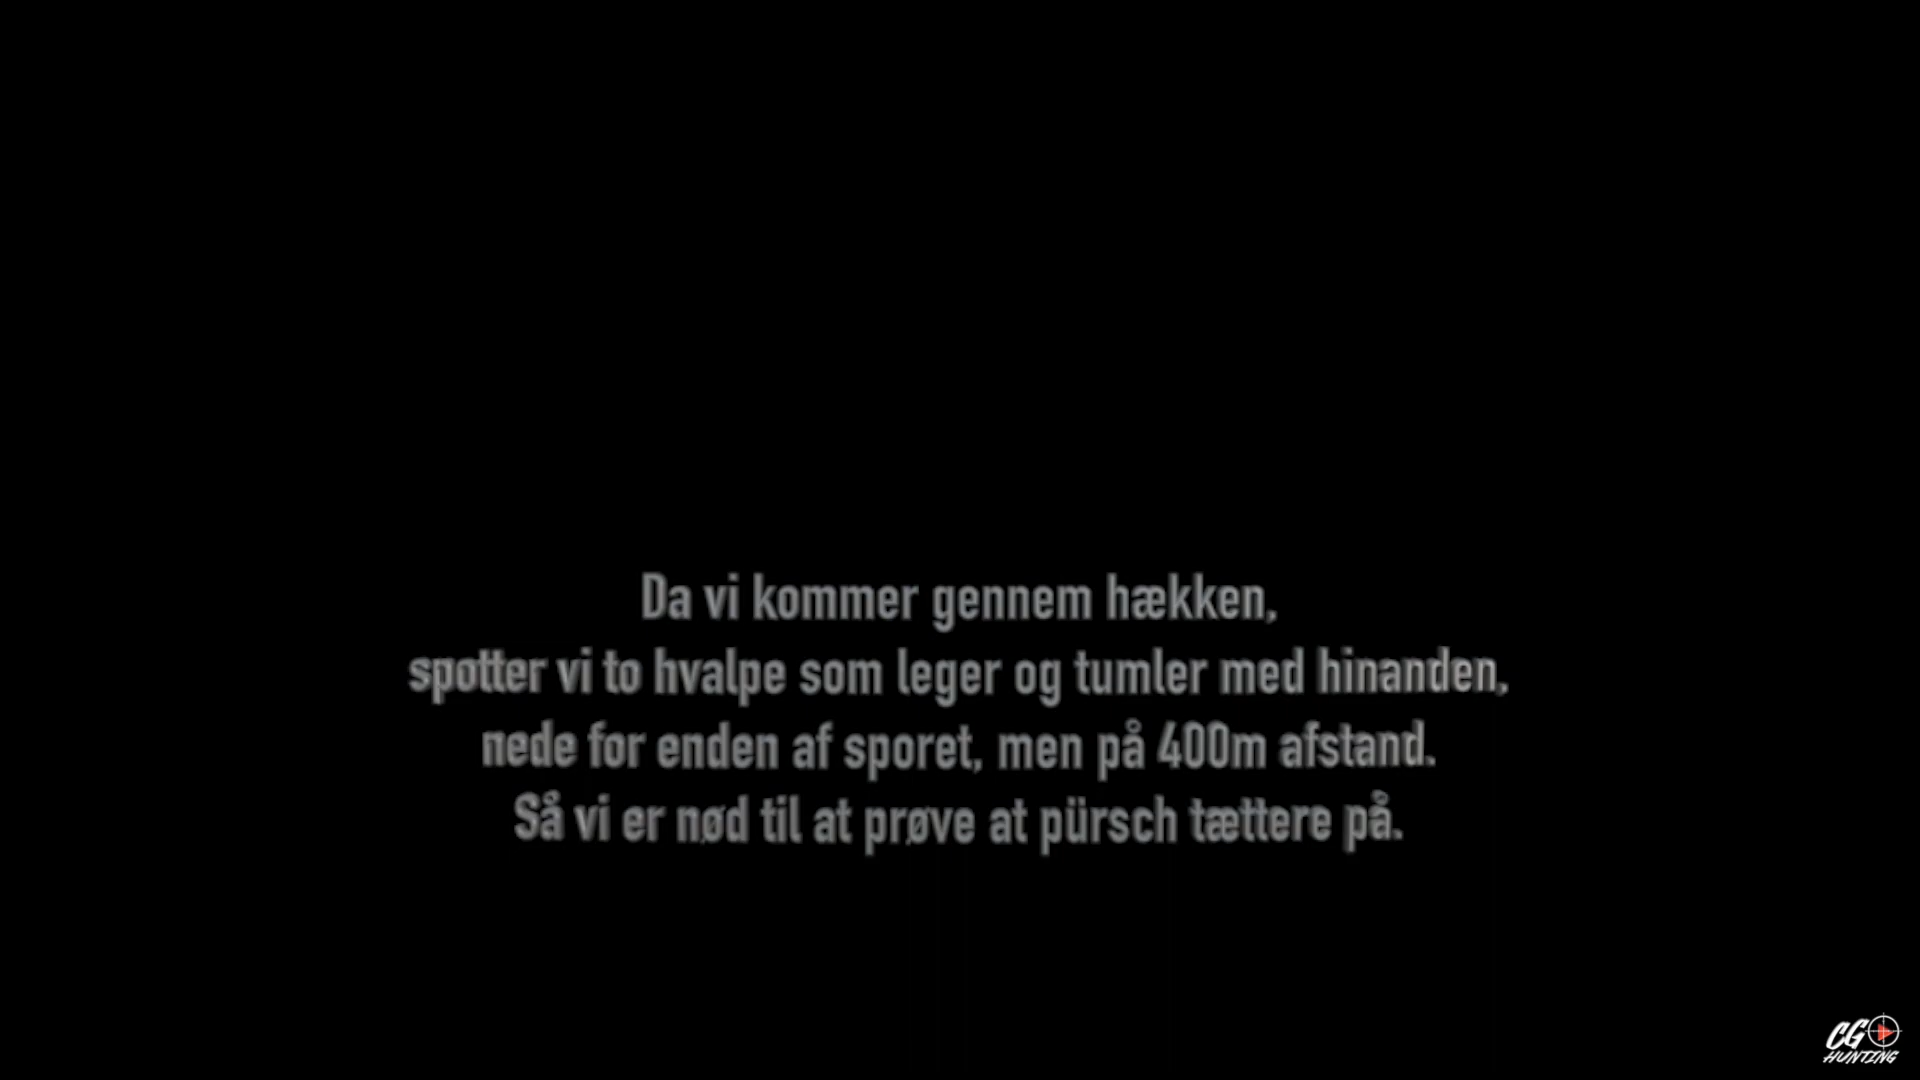 Da vi kommer gennem hækken,
spotter vi to hvalpe som leger og tumler med hinanden,
nede for enden af sporet, men på 400m afstand.
Så vi er nød til at prøve at pürsch tættere på.
CG
HUNTING